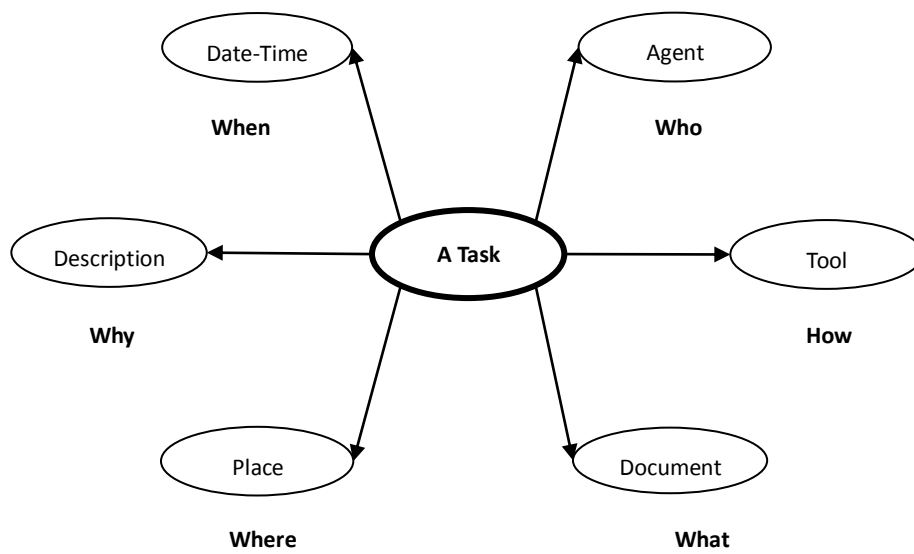 Date-Time
Agent
When
Who
Description
A Task
Tool
Why
How
Place
Document
Where
What